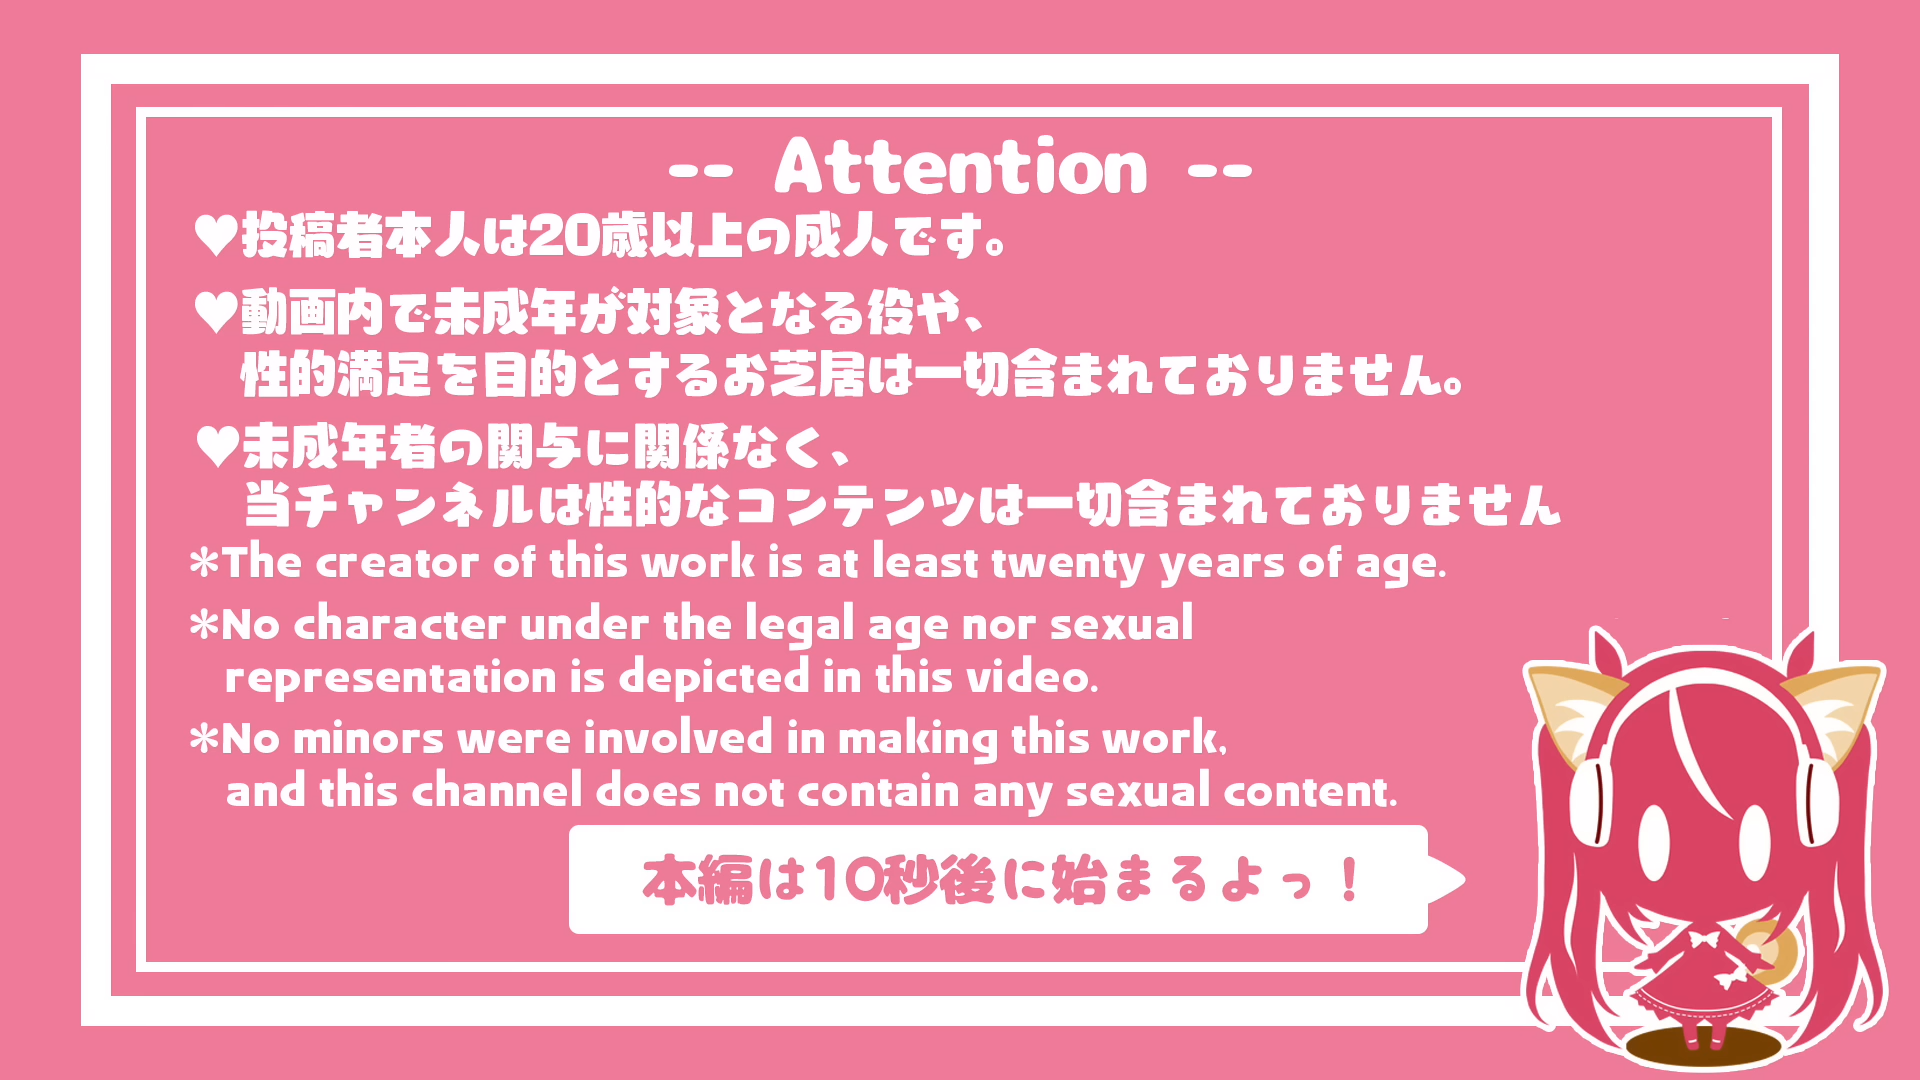 -- Attention --
♥投稿者本人は20歳以上の成人です。
♥動画内で未成年が対象となる役や、
性的満足を目的とするお芝居は一切含まれておりません。
♥未成年者の関与に関係なく、
当チャンネルは性的なコンテンツは一切含まれておりません
*The creator of this work is at least twenty years of age.
*No character under the legal age nor sexual
representation is depicted in this video.
*No minors were involved in making this work,
and this channel does not contain any sexual content.
本編は10秒後に始まるよっ！